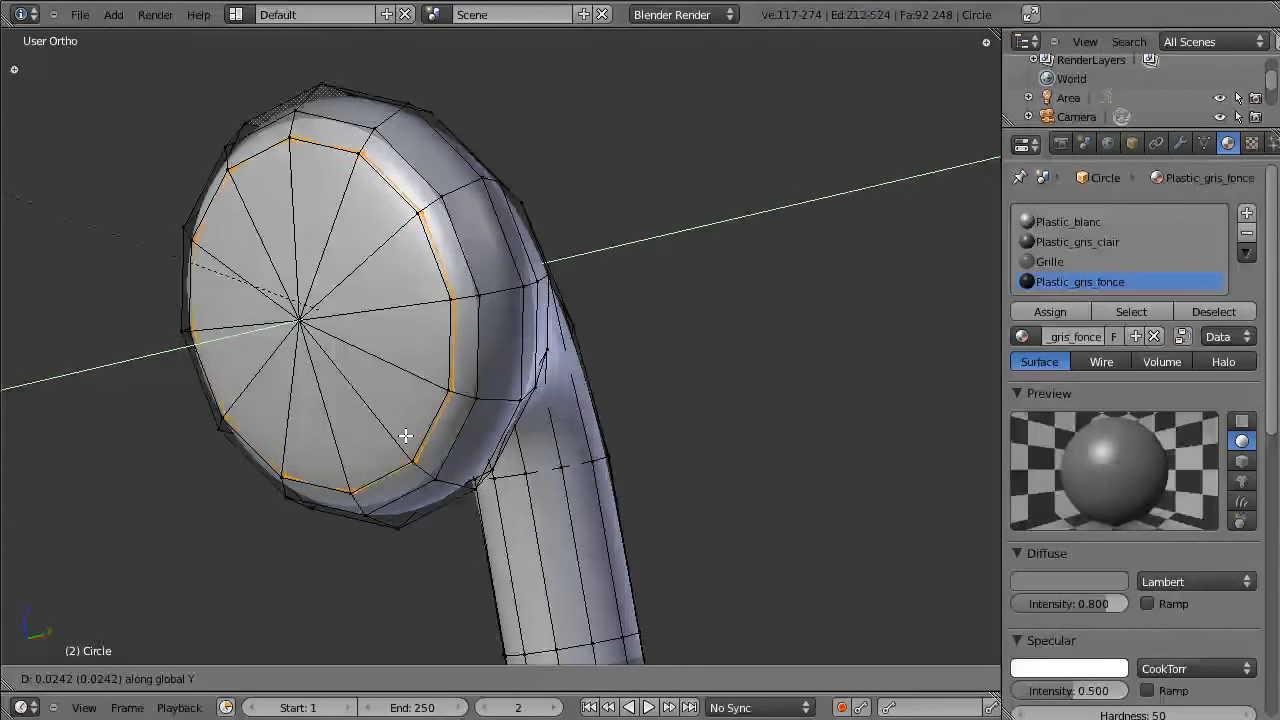 File Add Render Help Default Scene Blender Render ve:117-274 | Ed:212-524 | Fa:92-248 | Circle
User Ortho
View Search All Scenes
RenderLayers
World
Area
Camera
Circle Plastic_gris_fonce
Plastic_blanc
Plastic_gris_clair
Grille
Plastic_gris_fonce
Assign Select Deselect
_gris_fonce F Data
Surface Wire Volume Halo
Preview
Diffuse
Lambert
Intensity: 0.800 Ramp
Specular
CookTorr
Intensity: 0.500 Ramp
Hardness: 50
(2) Circle
D: 0.0242 (0.0242) along global Y
View Frame Playback Start: 1 End: 250 2 No Sync